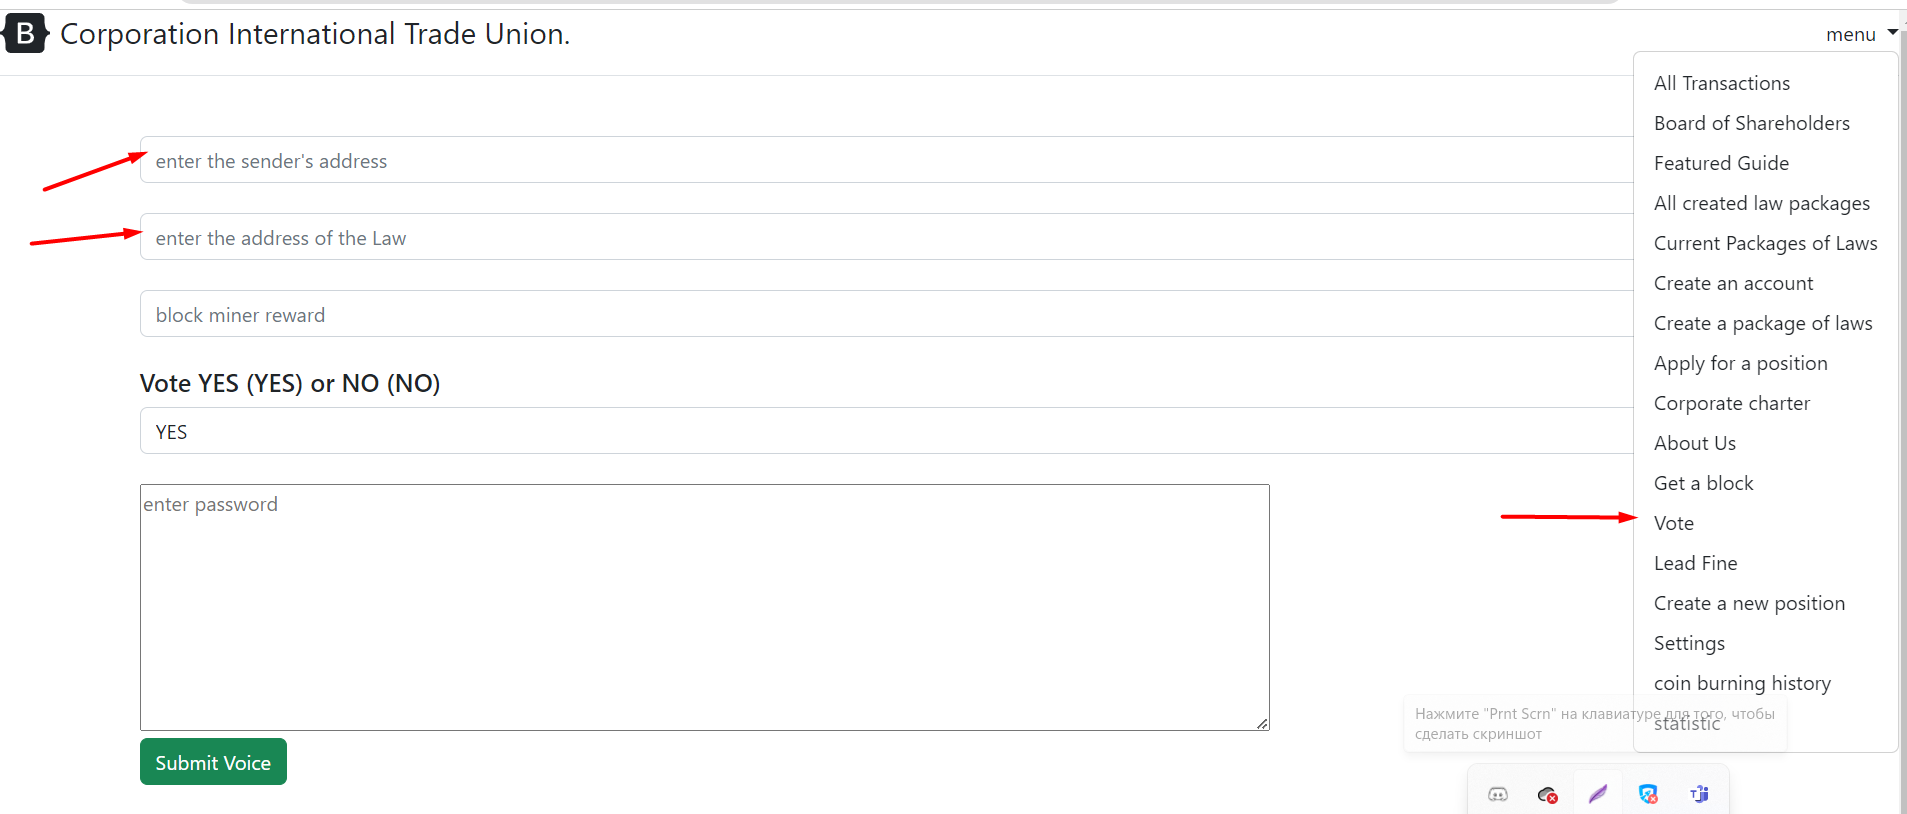 B Corporation International Trade Union.
menu
All Transactions
Board of Shareholders
Featured Guide
All created law packages
Current Packages of Laws
Create an account
Create a package of laws
Apply for a position
Corporate charter
About Us
Get a block
Vote
Lead Fine
Create a new position
Settings
coin burning history
statistic
enter the sender's address
enter the address of the Law
block miner reward
Vote YES (YES) or NO (NO)
YES
enter password
Submit Voice
Нажмите "Prnt Scrn" на клавиатуре для того, чтобы
сделать скриншот